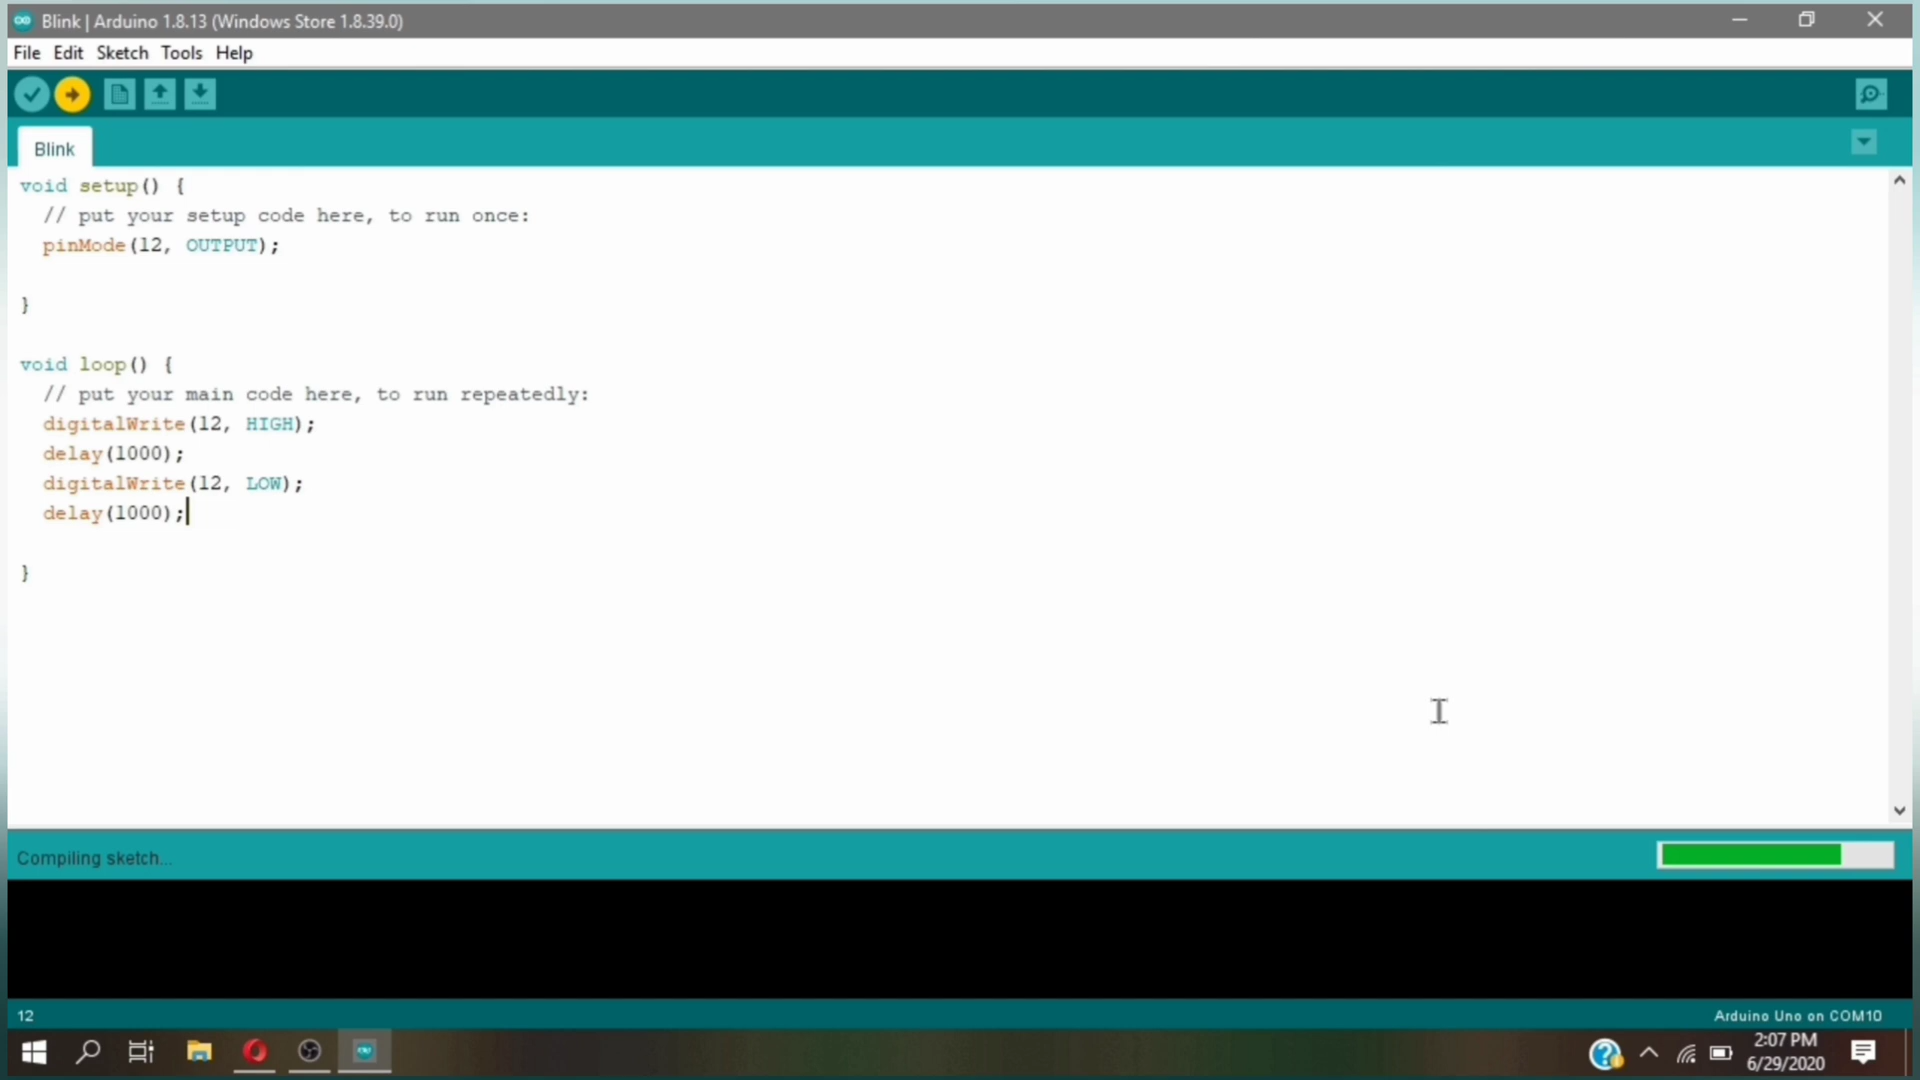 Blink | Arduino 1.8.13 (Windows Store 1.8.39.0)
File Edit Sketch Tools Help
Blink
void setup() {
// put your setup code here, to run once:
pinMode(12, OUTPUT);
}
void loop() {
// put your main code here, to run repeatedly:
digitalWrite(12, HIGH);
delay(1000);
digitalWrite(12, LOW);
delay(1000);
}
Compiling sketch...
12
Arduino Uno on COM10
2:07 PM
6/29/2020